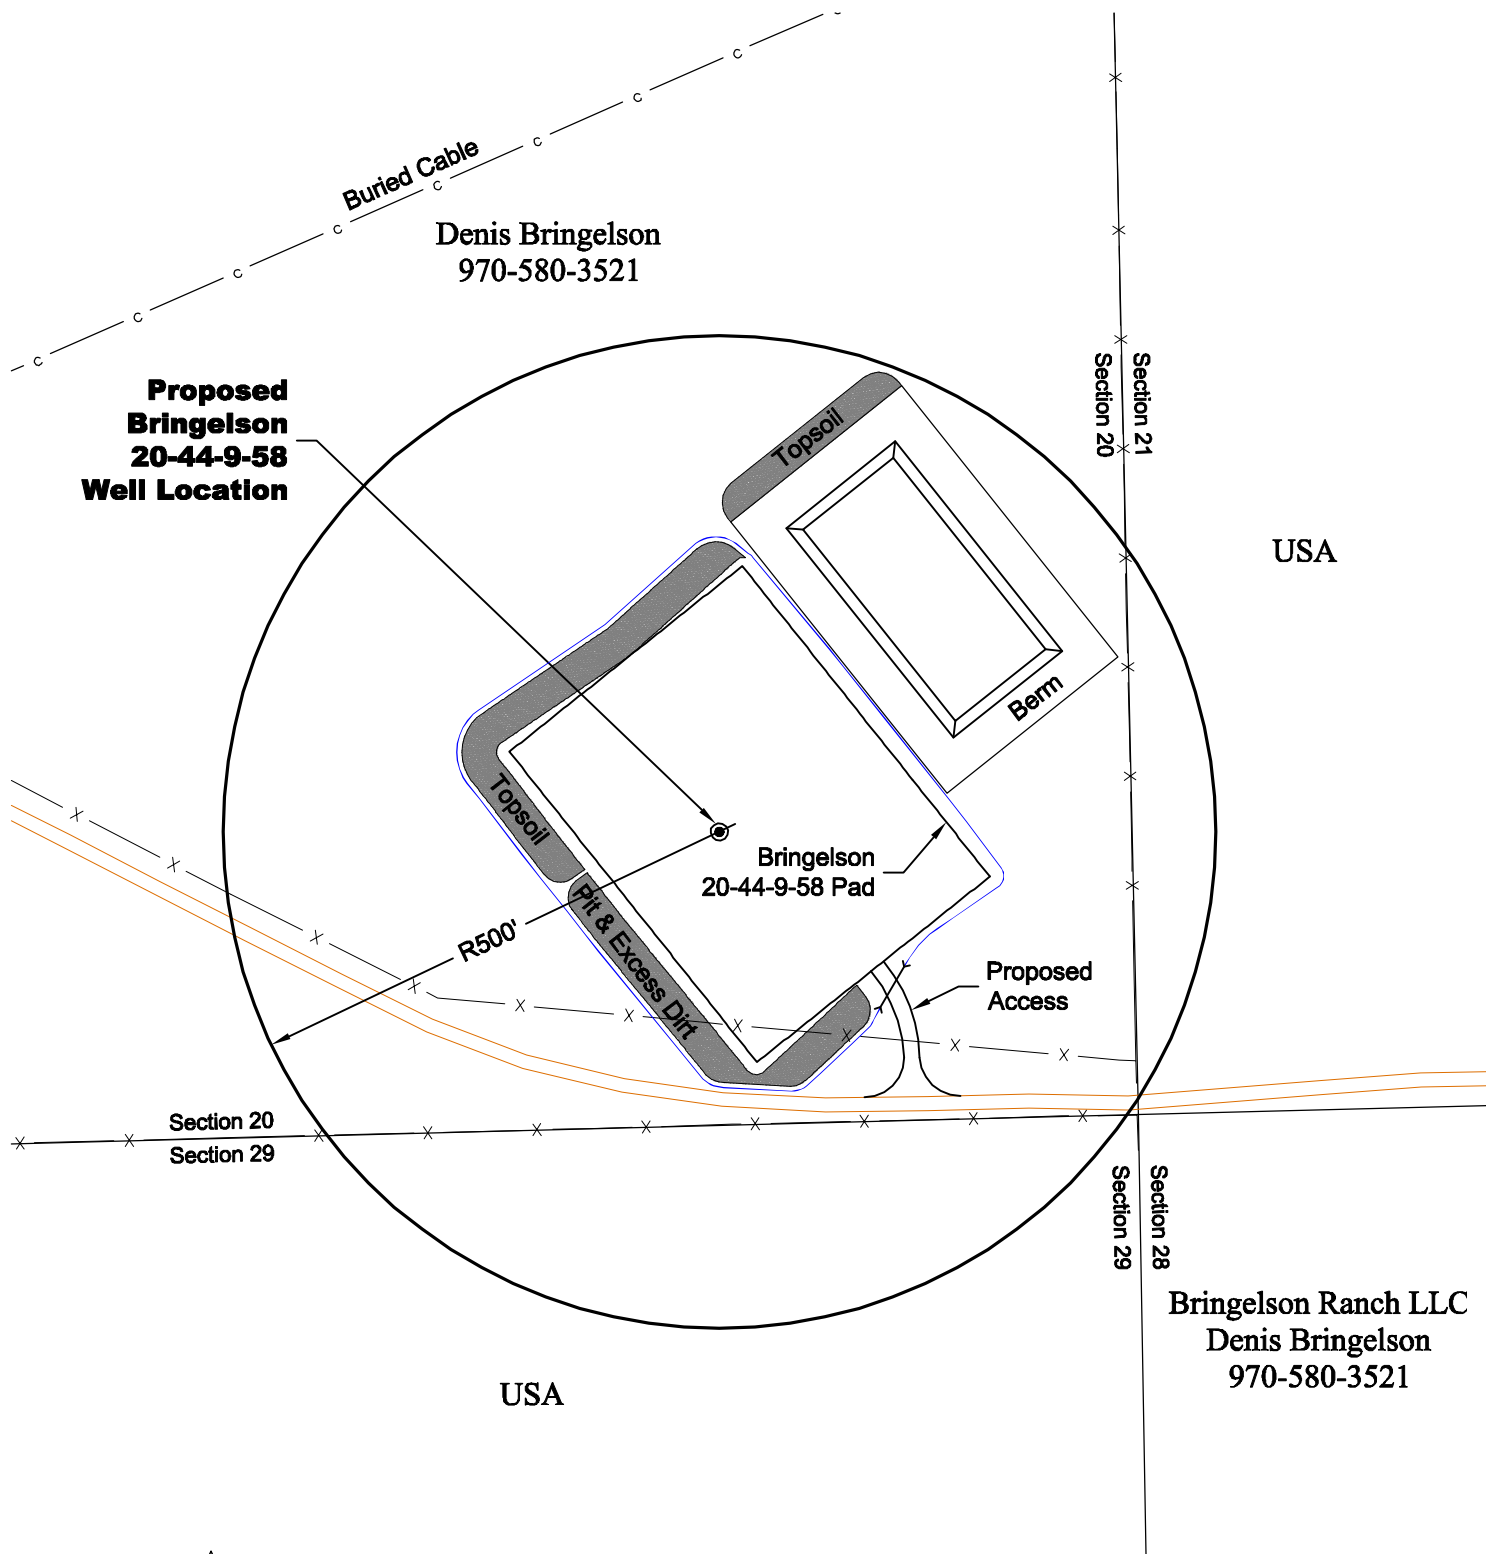 Buried Cable
Denis Bringelson
970-580-3521
Proposed
Bringelson
20-44-9-58
Well Location
Section 21
Section 20
Topsoil
USA
Berm
Topsoil
Bringelson
20-44-9-58 Pad
Pit & Excess Dirt
R500'
Proposed
Access
Section 20
Section 29
Section 28
Section 29
Bringelson Ranch LLC
Denis Bringelson
970-580-3521
USA